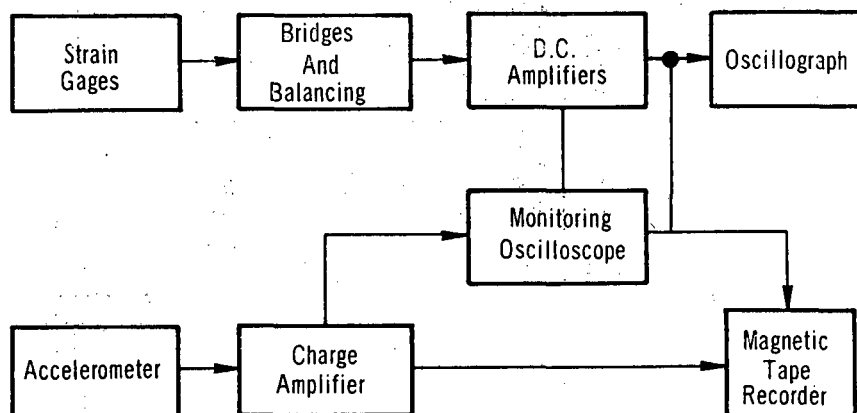 Strain
Gages
Bridges
And
Balancing
D.C.
Amplifiers
Oscillograph
Monitoring
Oscilloscope
Accelerometer
Charge
Amplifier
Magnetic
Tape
Recorder